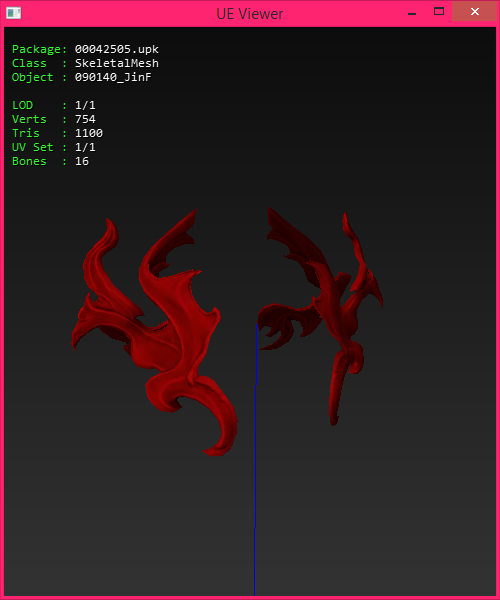 UE Viewer
Package: 00042505.upk
Class : SkeletalMesh
Object : 090140_JinF
LOD : 1/1
Verts : 754
Tris : 1100
UV Set : 1/1
Bones : 16